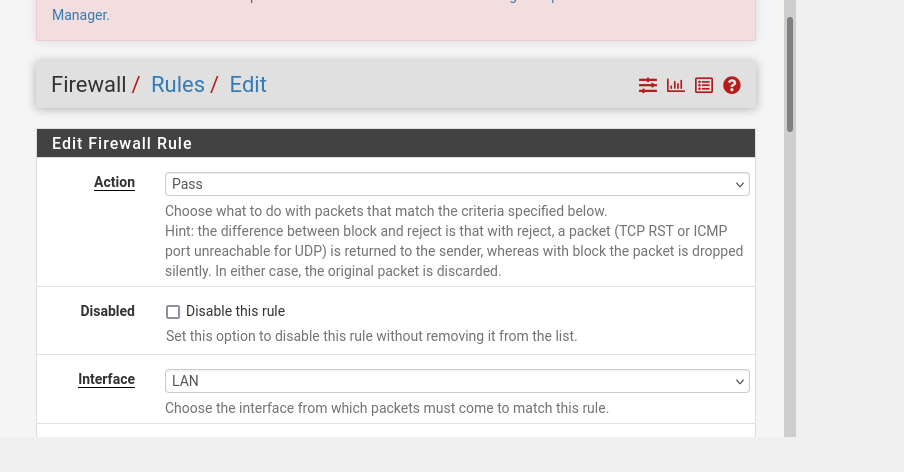 Manager.
Firewall / Rules / Edit
Edit Firewall Rule
Action
Pass
Choose what to do with packets that match the criteria specified below.
Hint: the difference between block and reject is that with reject, a packet (TCP RST or ICMP
port unreachable for UDP) is returned to the sender, whereas with block the packet is dropped
silently. In either case, the original packet is discarded.
Disabled
Disable this rule
Set this option to disable this rule without removing it from the list.
Interface
LAN
Choose the interface from which packets must come to match this rule.